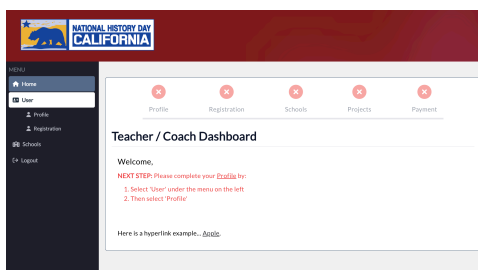 NATIONAL HISTORY DAY
CALIFORNIA
MENU
Home
User
Profile
Registration
Schools
Logout
Profile Registration Schools Projects Payment
Teacher / Coach Dashboard
Welcome,
NEXT STEP: Please complete your Profile by:
1. Select 'User' under the menu on the left
2. Then select 'Profile'
Here is a hyperlink example... Apple.